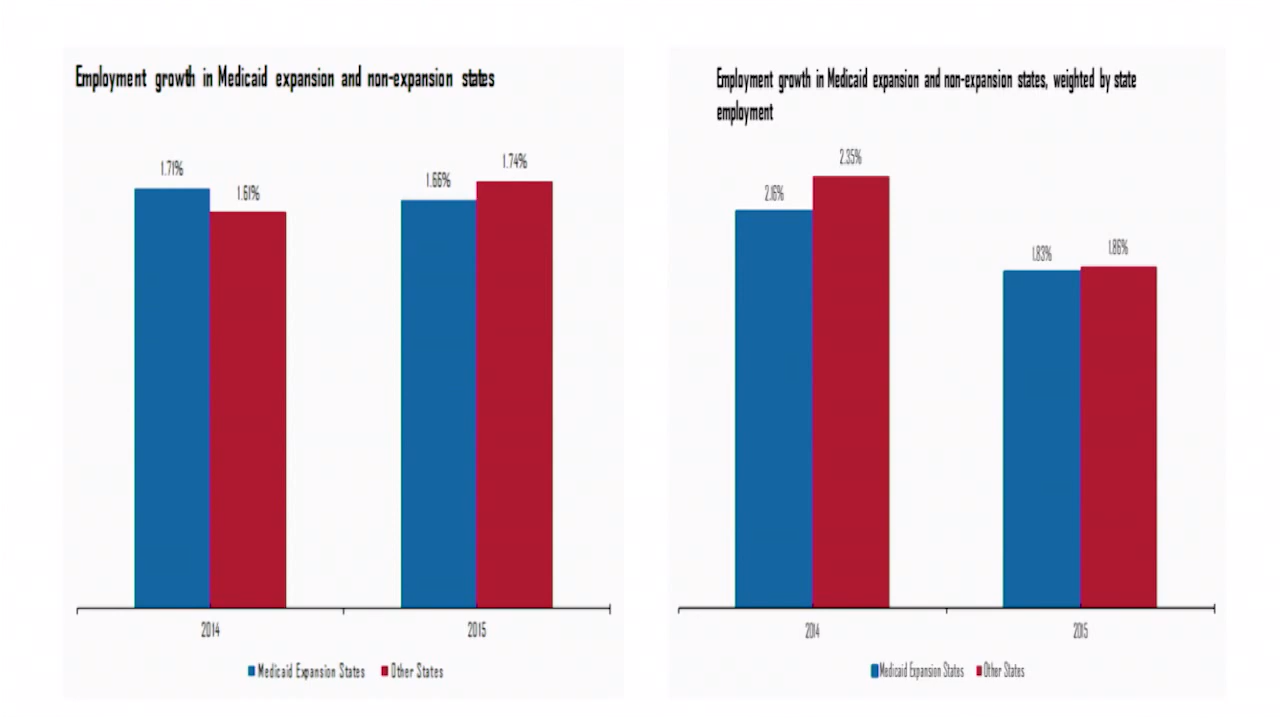 Employment growth in Medicaid expansion and non-expansion states
1.71%
1.61%
1.66%
1.74%
2014
2015
Medicaid Expansion States
Other States
Employment growth in Medicaid expansion and non-expansion states, weighted by state
employment
2.16%
2.35%
1.83%
1.86%
2014
2015
Medicaid Expansion States
Other States